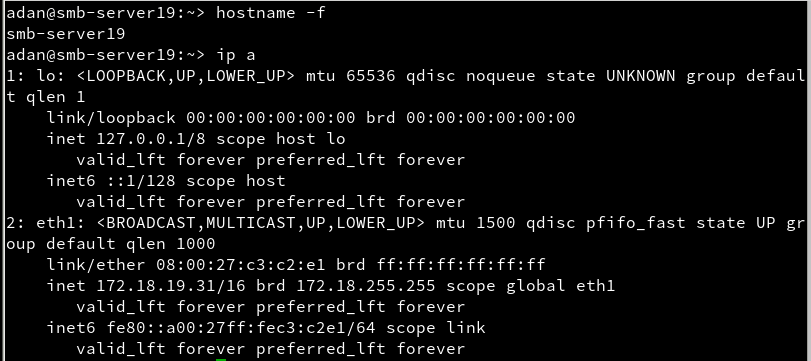 adan@smb-server19:~> hostname -f
smb-server19
adan@smb-server19:~> ip a
1: lo: <LOOPBACK,UP,LOWER_UP> mtu 65536 qdisc noqueue state UNKNOWN group defaul
t qlen 1
    link/loopback 00:00:00:00:00:00 brd 00:00:00:00:00:00
    inet 127.0.0.1/8 scope host lo
       valid_lft forever preferred_lft forever
    inet6 ::1/128 scope host
       valid_lft forever preferred_lft forever
2: eth1: <BROADCAST,MULTICAST,UP,LOWER_UP> mtu 1500 qdisc pfifo_fast state UP gr
oup default qlen 1000
    link/ether 08:00:27:c3:c2:e1 brd ff:ff:ff:ff:ff:ff
    inet 172.18.19.31/16 brd 172.18.255.255 scope global eth1
       valid_lft forever preferred_lft forever
    inet6 fe80::a00:27ff:fec3:c2e1/64 scope link
       valid_lft forever preferred_lft forever